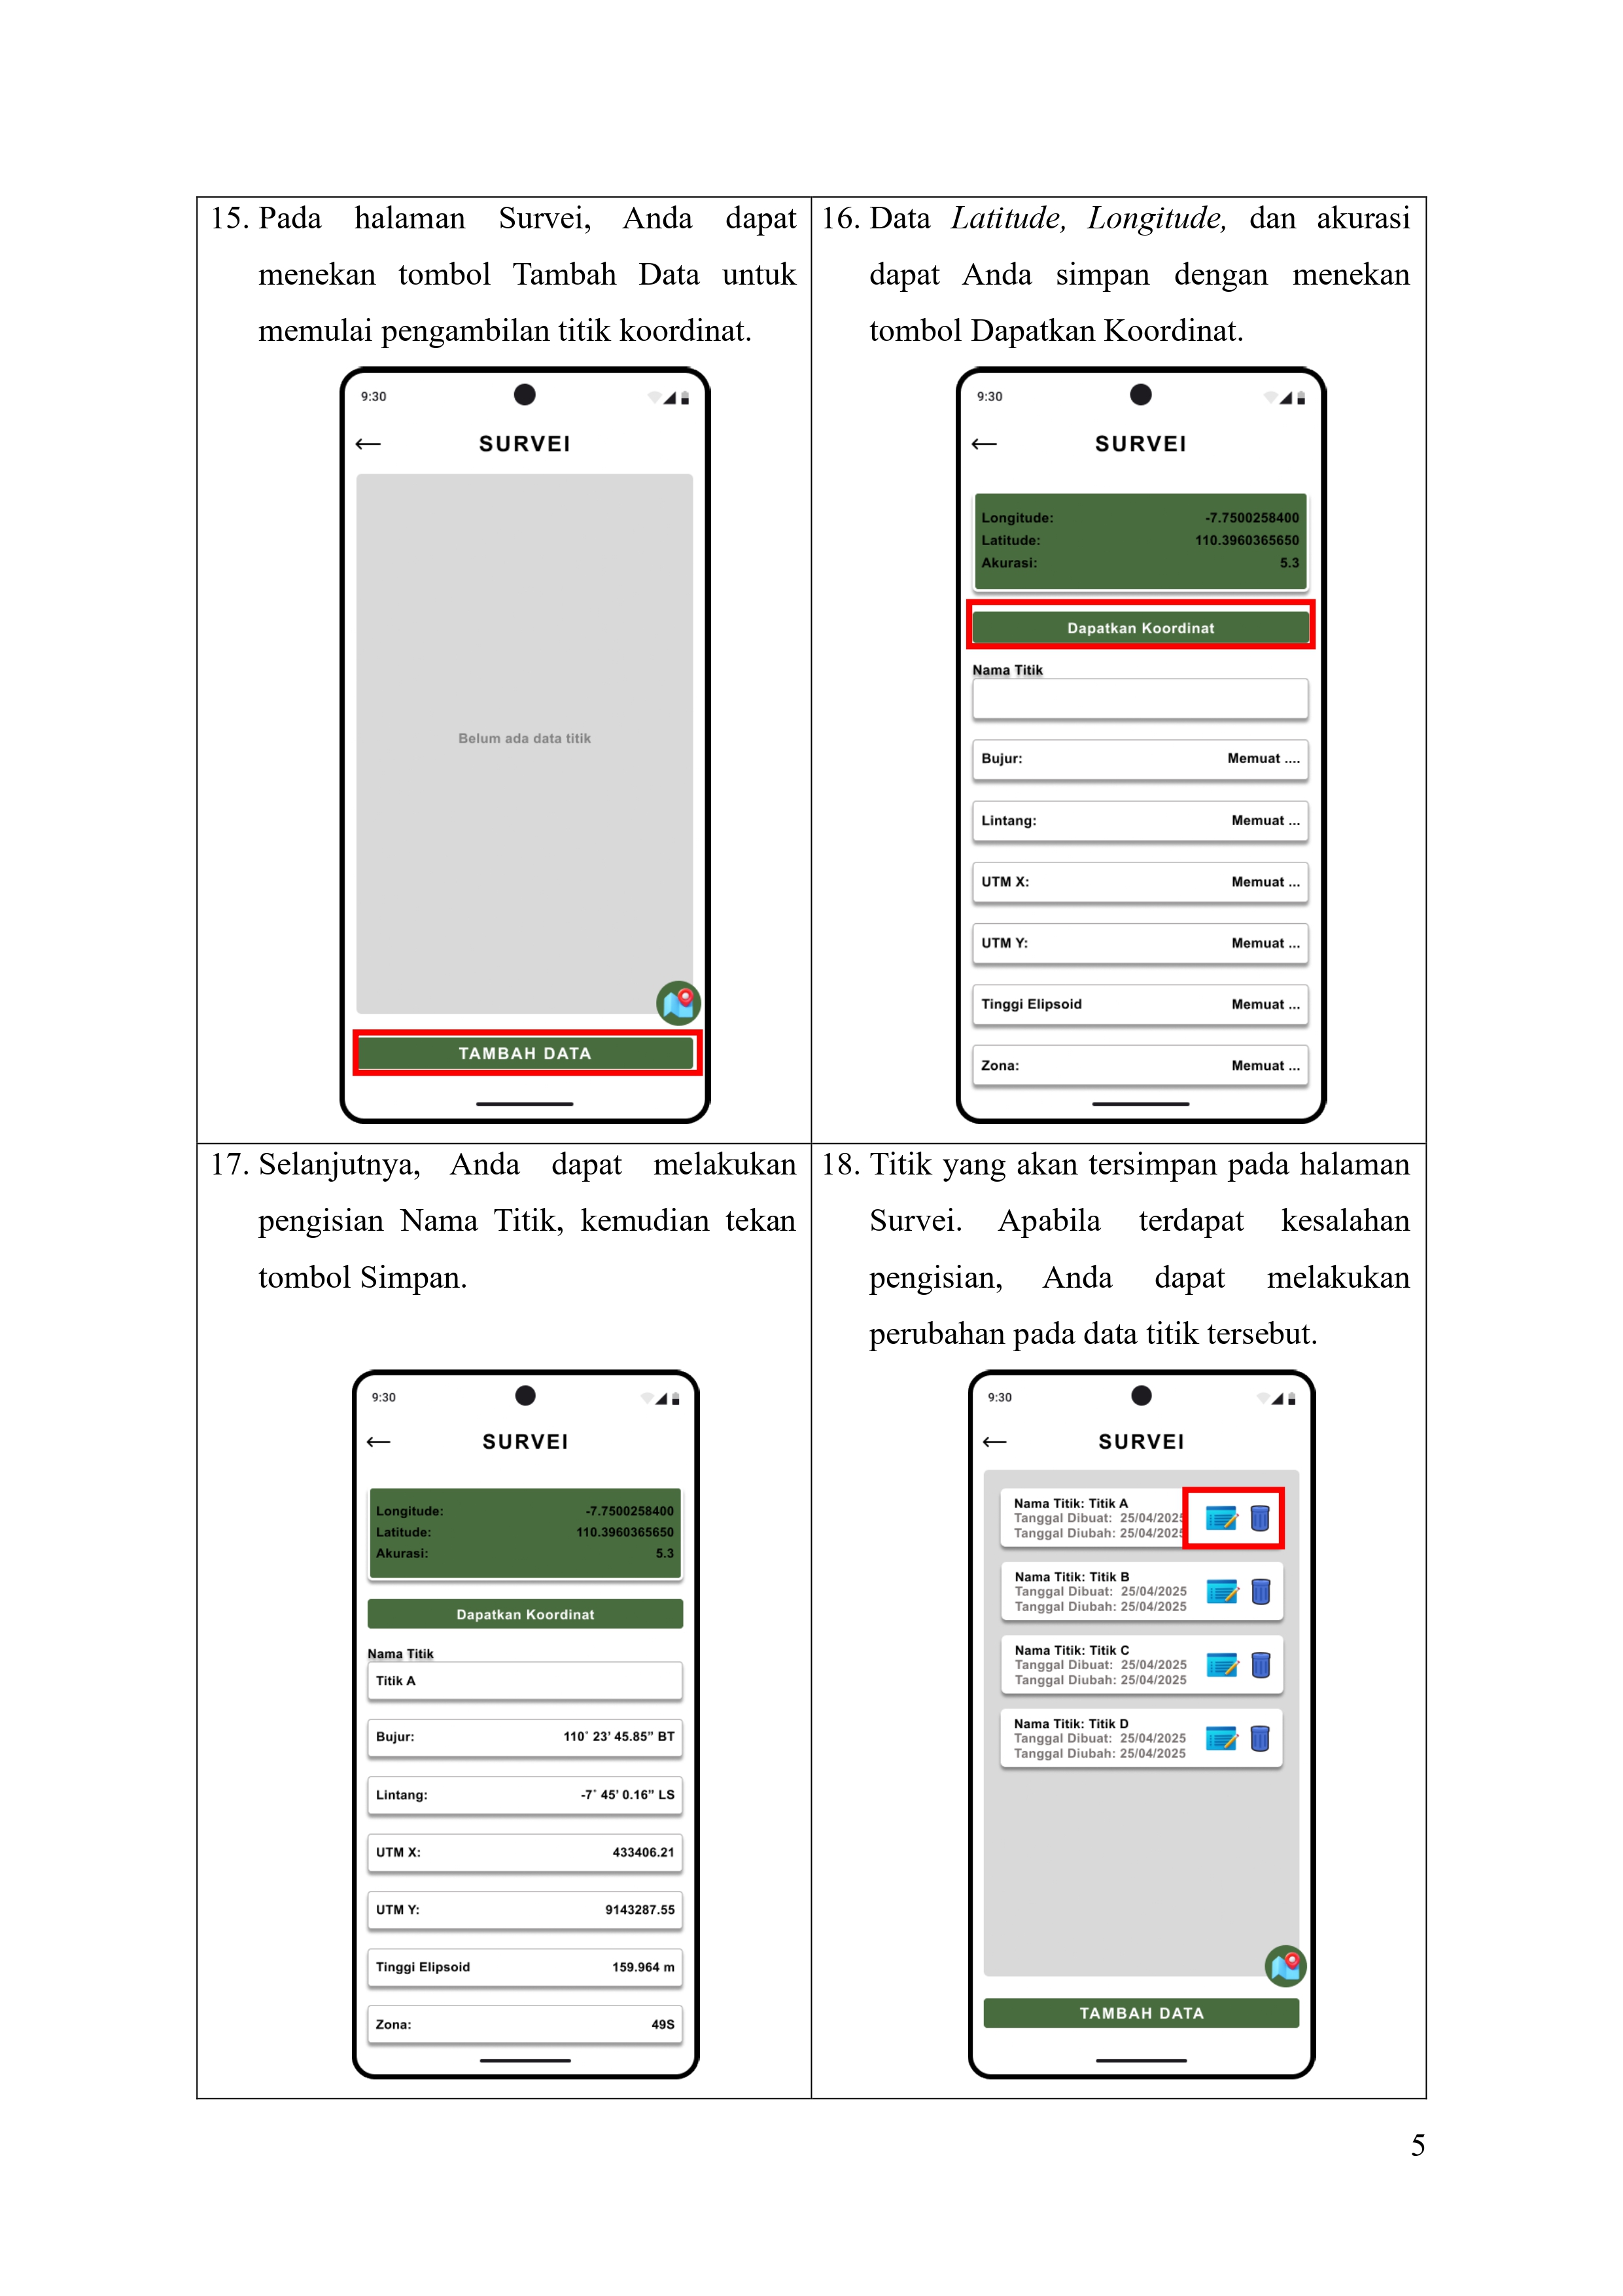 15. Pada halaman Survei, Anda dapat
menekan tombol Tambah Data untuk
memulai pengambilan titik koordinat.
9:30
SURVEI
Belum ada data titik
TAMBAH DATA
16. Data Latitude, Longitude, dan akurasi
dapat Anda simpan dengan menekan
tombol Dapatkan Koordinat.
9:30
SURVEI
Longitude: -7.7500258400
Latitude: 110.3960365650
Akurasi: 5.3
Dapatkan Koordinat
Nama Titik
Bujur: Memuat ....
Lintang: Memuat ...
UTM X: Memuat ...
UTM Y: Memuat ...
Tinggi Elipsoid Memuat ...
Zona: Memuat ...
17. Selanjutnya, Anda dapat melakukan
pengisian Nama Titik, kemudian tekan
tombol Simpan.
9:30
SURVEI
Longitude: -7.7500258400
Latitude: 110.3960365650
Akurasi: 5.3
Dapatkan Koordinat
Nama Titik
Titik A
Bujur: 110° 23' 45.85" BT
Lintang: -7° 45' 0.16" LS
UTM X: 433406.21
UTM Y: 9143287.55
Tinggi Elipsoid 159.964 m
Zona: 49S
18. Titik yang akan tersimpan pada halaman
Survei. Apabila terdapat kesalahan
pengisian, Anda dapat melakukan
perubahan pada data titik tersebut.
9:30
SURVEI
Nama Titik: Titik A
Tanggal Dibuat: 25/04/2025
Tanggal Diubah: 25/04/2025
Nama Titik: Titik B
Tanggal Dibuat: 25/04/2025
Tanggal Diubah: 25/04/2025
Nama Titik: Titik C
Tanggal Dibuat: 25/04/2025
Tanggal Diubah: 25/04/2025
Nama Titik: Titik D
Tanggal Dibuat: 25/04/2025
Tanggal Diubah: 25/04/2025
TAMBAH DATA
5